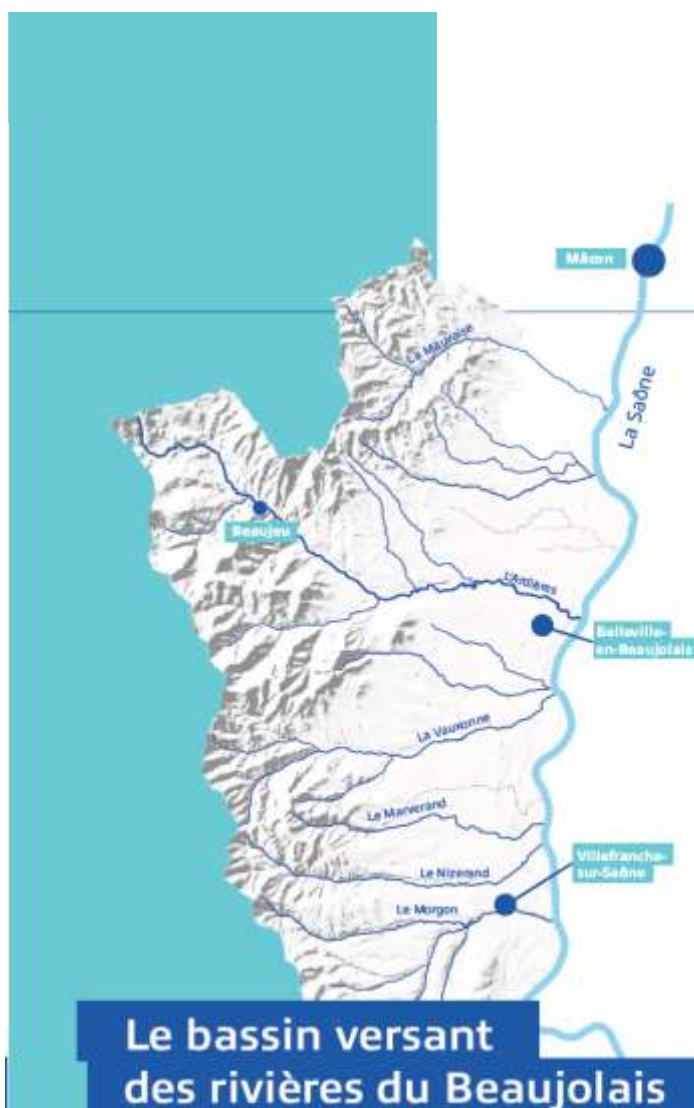 Mâcon
La Mauvaise
La Saône
Beaujeu
L'Ardières
Belleville-
en-Beaujolais
La Vauxonne
Le Marverand
Villefranche-
sur-Saône
Le Nizerand
Le Morgon
Le bassin versant
des rivières du Beaujolais